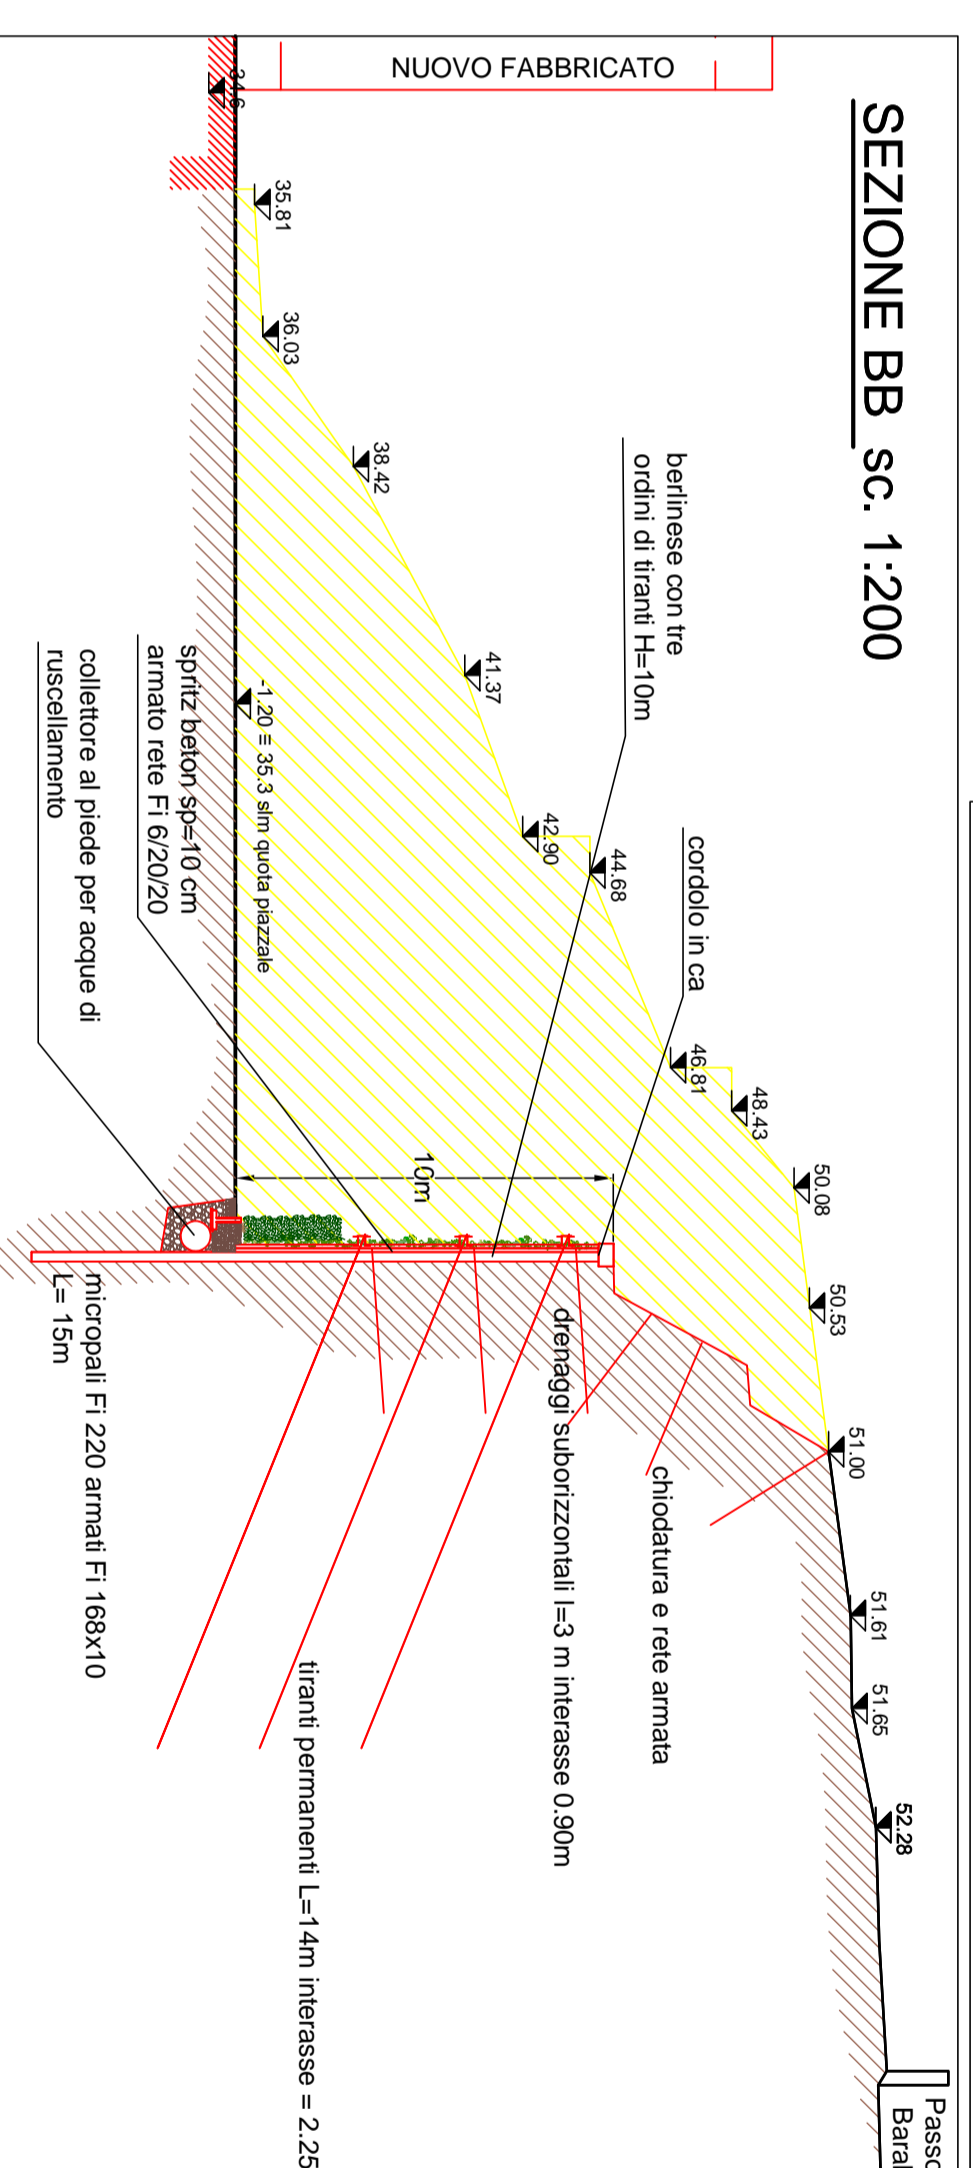 SEZIONE BB sc. 1:200
NUOVO FABBRICATO
34.6
35.81
36.03
38.42
41.37
42.90
44.68
46.81
48.43
50.08
50.53
51.00
51.61
51.65
52.28
berlinese con tre
ordini di tiranti H=10m
cordolo in ca
-1.20 = 35.3 slm quota piazzale
spritz beton sp=10 cm
armato rete Fi 6/20/20
collettore al piede per acque di
ruscellamento
10m
micropali Fi 220 armati Fi 168x10
L= 15m
drenaggi suborizzontali l=3 m interasse 0.90m
chiodatura e rete armata
tiranti permanenti L=14m interasse = 2.25